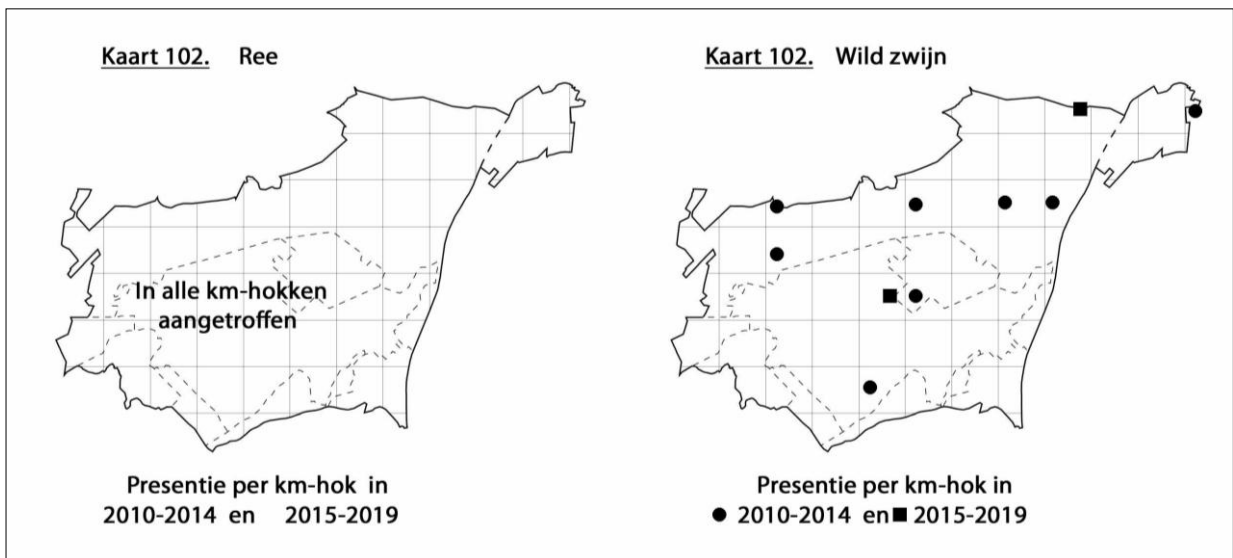 Kaart 102. Ree
In alle km-hokken
aangetroffen
Presentie per km-hok in
2010-2014 en 2015-2019
Kaart 102. Wild zwijn
Presentie per km-hok in
● 2010-2014 en ■ 2015-2019